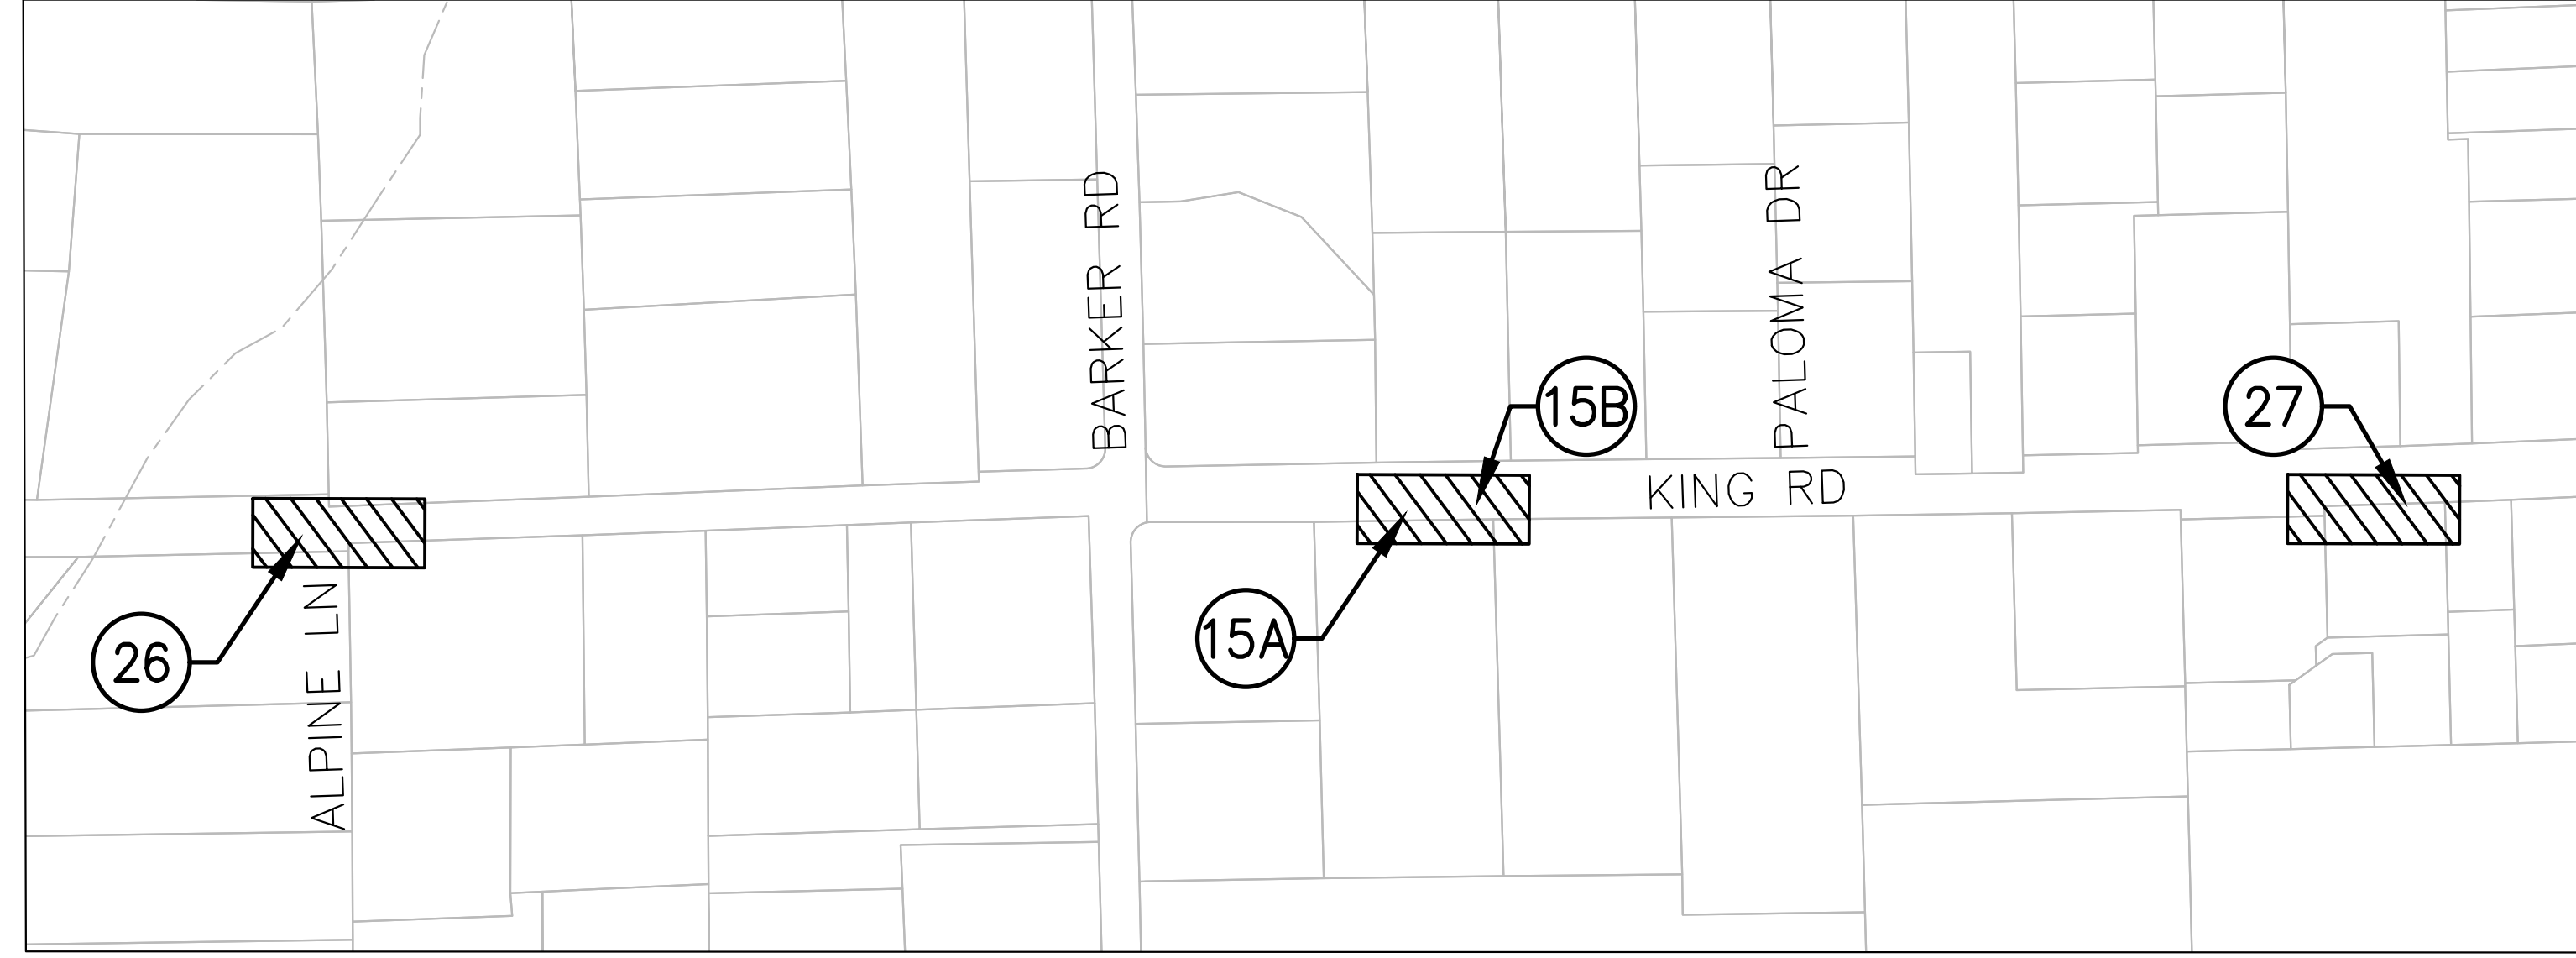 BARKER RD
PALOMA DR
15B
27
KING RD
15A
26
ALPINE LN